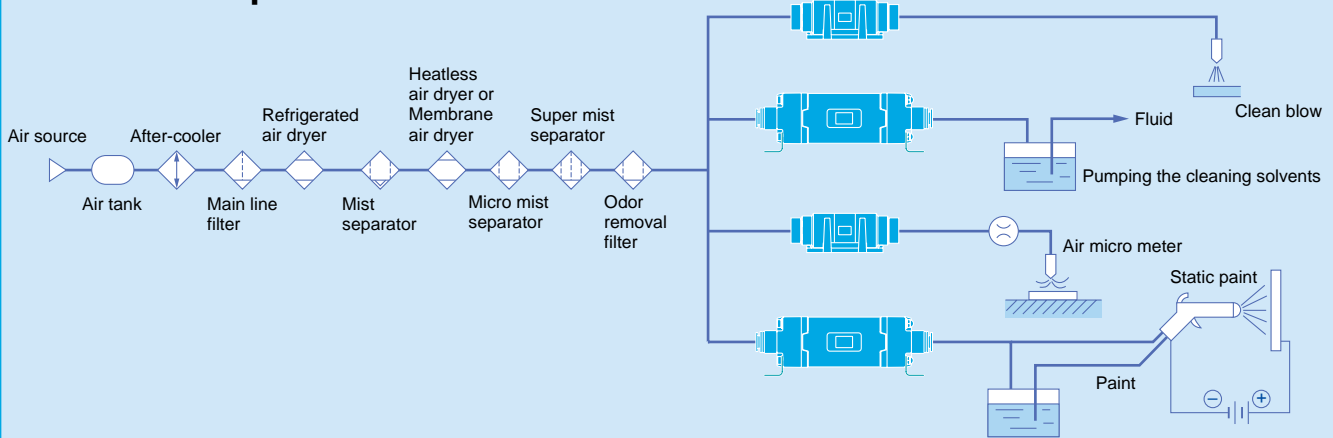 Air source
Air tank
After-cooler
Main line
filter
Refrigerated
air dryer
Mist
separator
Heatless
air dryer or
Membrane
air dryer
Micro mist
separator
Super mist
separator
Odor
removal
filter
Clean blow
Fluid
Pumping the cleaning solvents
Air micro meter
Static paint
Paint
− +